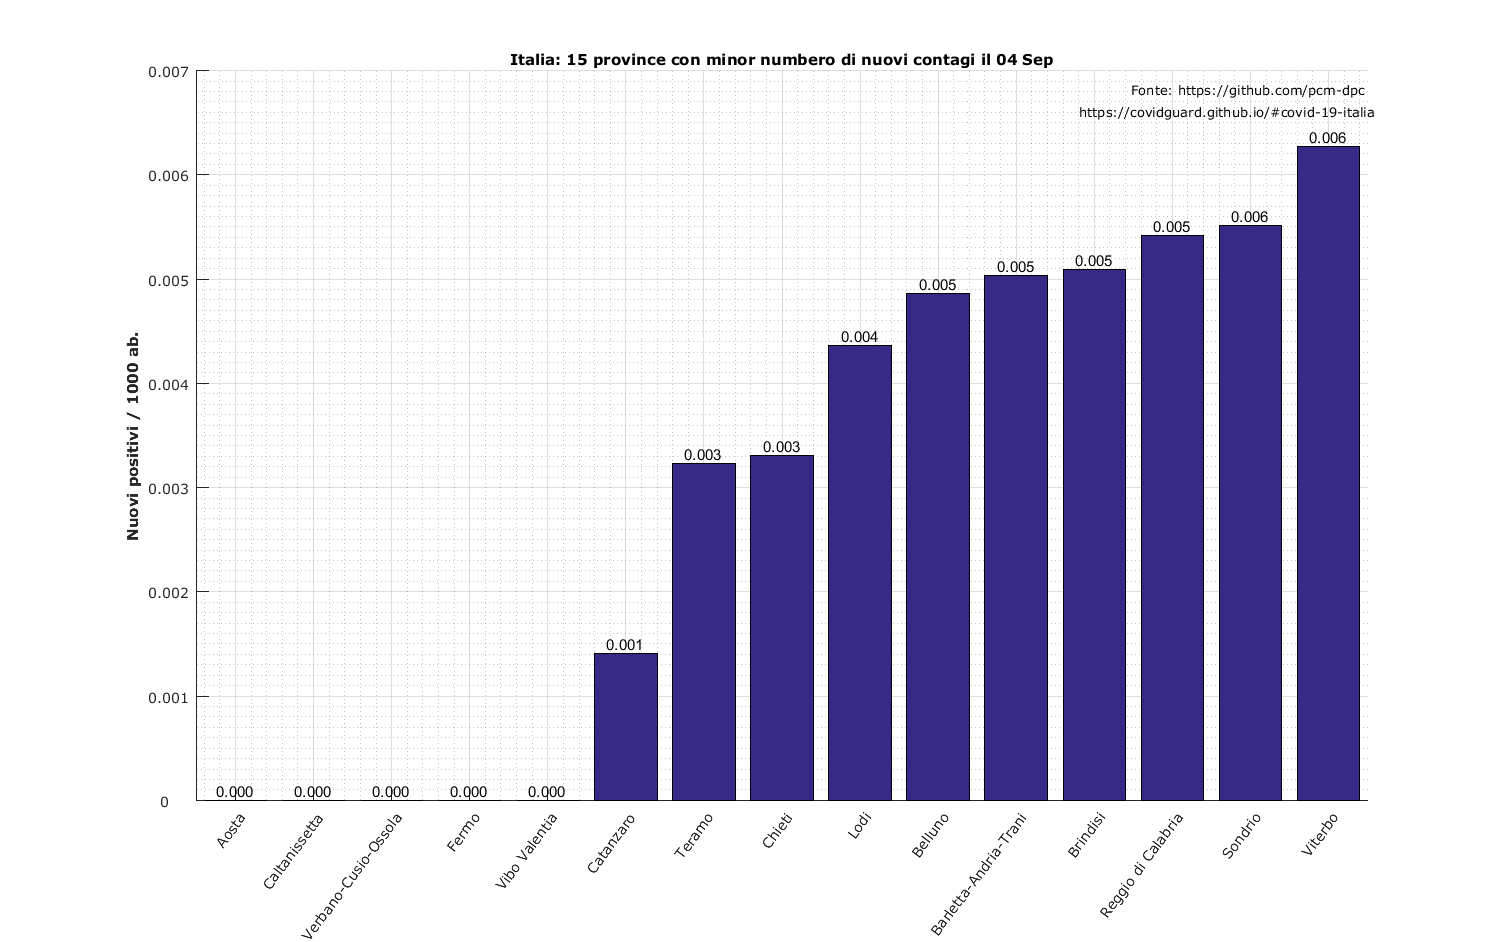 Italia: 15 province con minor numbero di nuovi contagi il 04 Sep
Fonte: https://github.com/pcm-dpc
https://covidguard.github.io/#covid-19-italia
Nuovi positivi / 1000 ab.
0.007
0.006
0.005
0.004
0.003
0.002
0.001
0
0.000
0.000
0.000
0.000
0.000
0.001
0.003
0.003
0.004
0.005
0.005
0.005
0.005
0.006
0.006
Aosta
Caltanissetta
Verbano-Cusio-Ossola
Fermo
Vibo Valentia
Catanzaro
Teramo
Chieti
Lodi
Belluno
Barletta-Andria-Trani
Brindisi
Reggio di Calabria
Sondrio
Viterbo